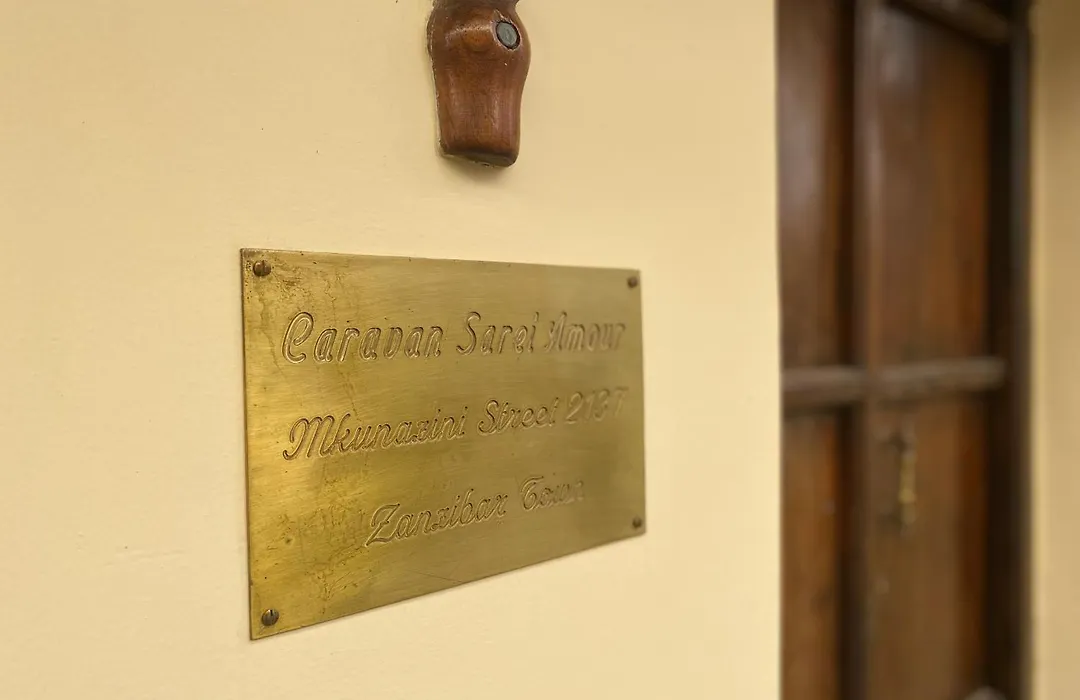 Caravan Sarei Amour
Mkunazini Street 2137
Zanzibar Town